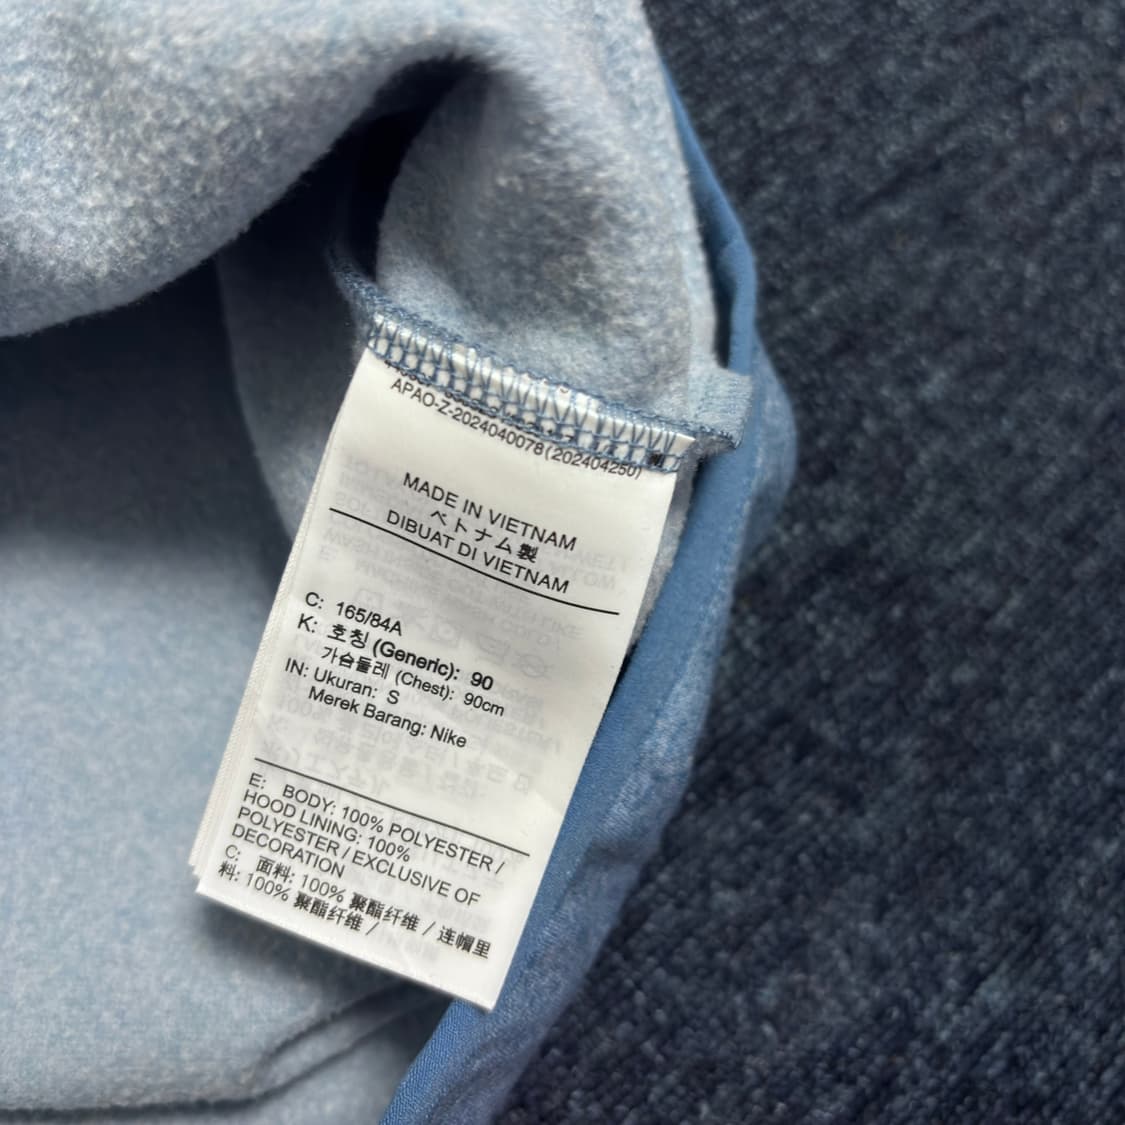 APAO-Z-2024040078(202404250)
MADE IN VIETNAM
ベトナム製
DIBUAT DI VIETNAM
C: 165/84A
K: 호칭 (Generic): 90
가슴둘레 (Chest): 90cm
IN: Ukuran: S
Merek Barang: Nike
E: BODY: 100% POLYESTER /
HOOD LINING: 100%
POLYESTER / EXCLUSIVE OF
DECORATION
C: 面料: 100% 聚酯纤维 / 连帽里
料: 100% 聚酯纤维 /